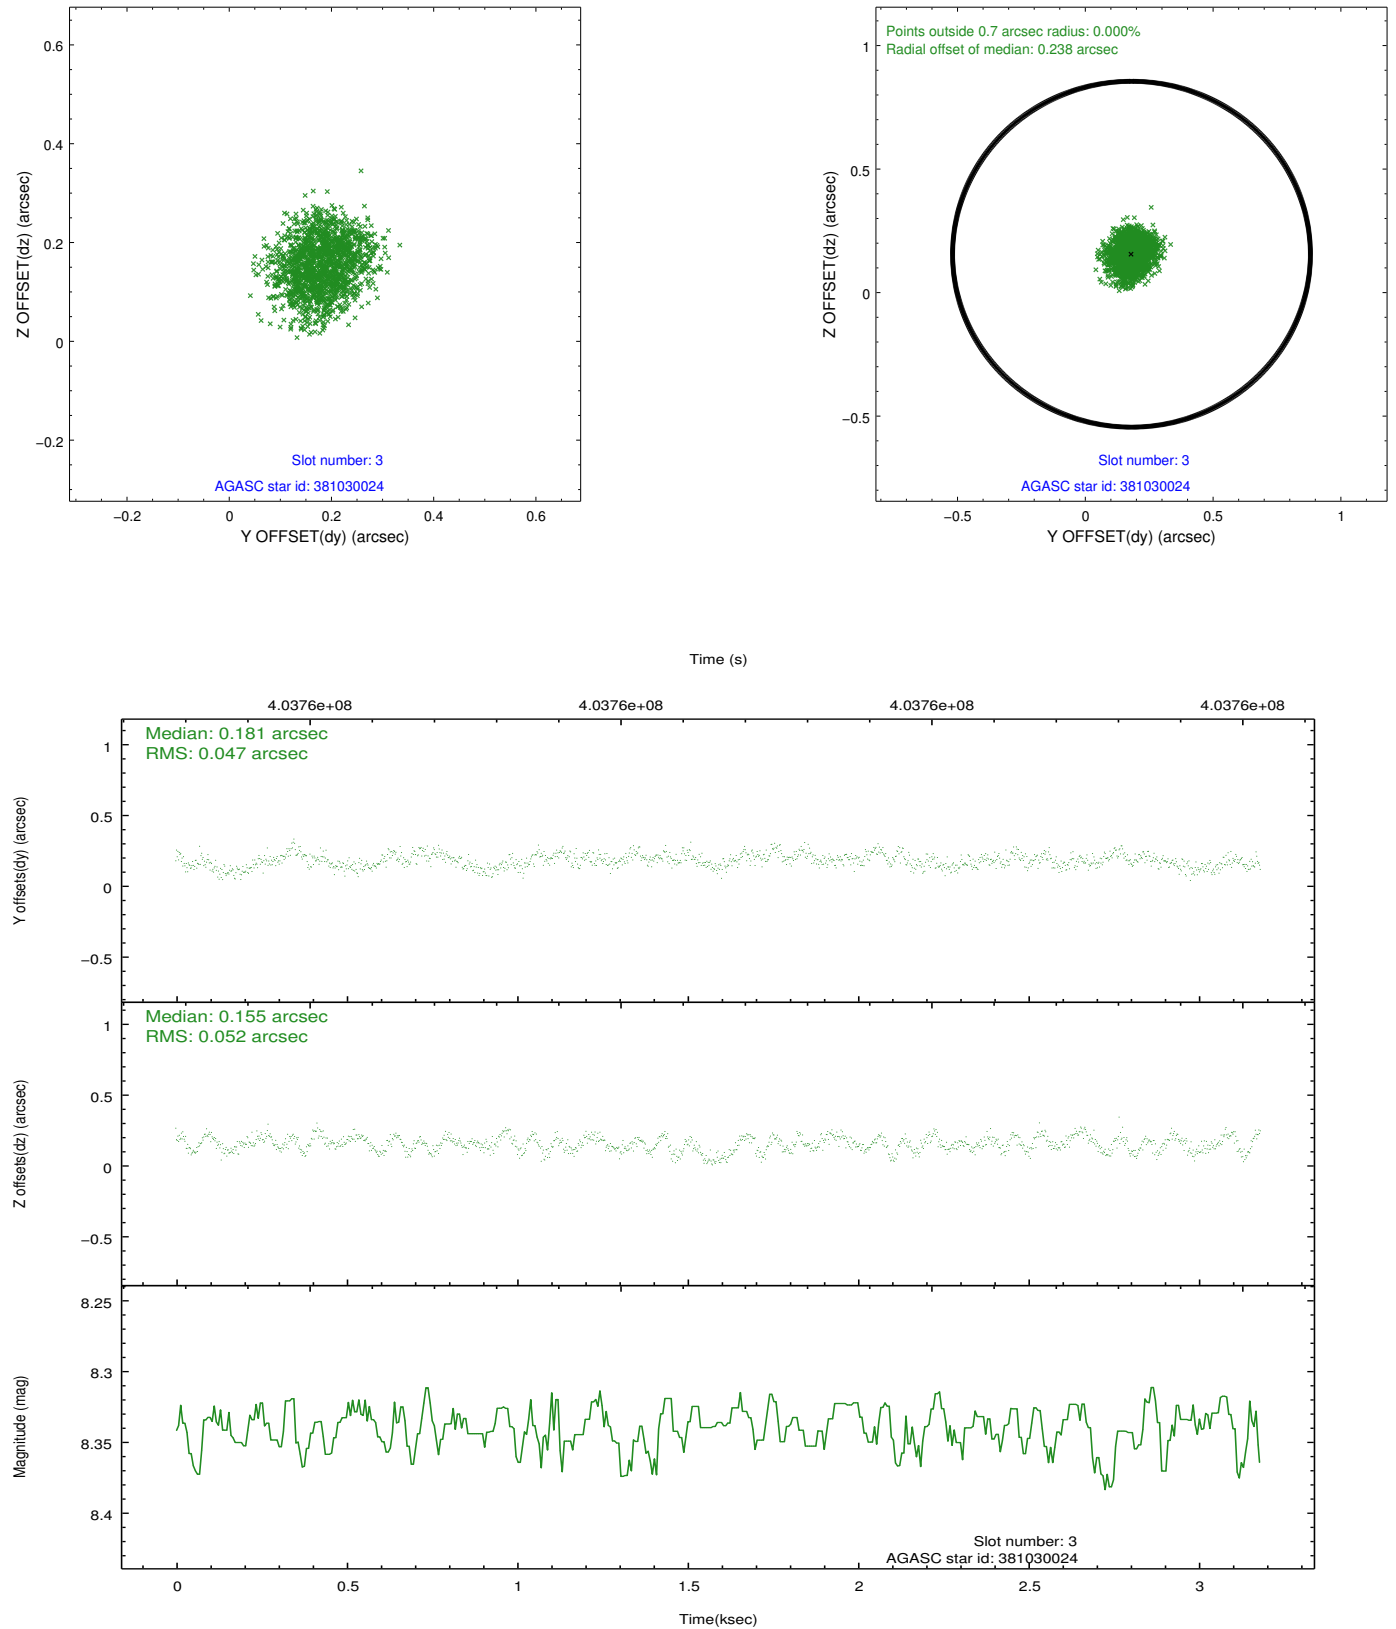 0.6
0.4
0.2
0
−0.2
Z OFFSET(dz) (arcsec)
Slot number: 3
AGASC star id: 381030024
−0.2 0 0.2 0.4 0.6
Y OFFSET(dy) (arcsec)
Points outside 0.7 arcsec radius: 0.000%
Radial offset of median: 0.238 arcsec
1
0.5
0
−0.5
Z OFFSET(dz) (arcsec)
Slot number: 3
AGASC star id: 381030024
−0.5 0 0.5 1
Y OFFSET(dy) (arcsec)
Time (s)
4.0376e+08 4.0376e+08 4.0376e+08 4.0376e+08
Median: 0.181 arcsec
RMS: 0.047 arcsec
1
0.5
0
−0.5
Y offsets(dy) (arcsec)
Median: 0.155 arcsec
RMS: 0.052 arcsec
1
0.5
0
−0.5
Z offsets(dz) (arcsec)
8.25
8.3
8.35
8.4
Magnitude (mag)
Slot number: 3
AGASC star id: 381030024
0 0.5 1 1.5 2 2.5 3
Time(ksec)